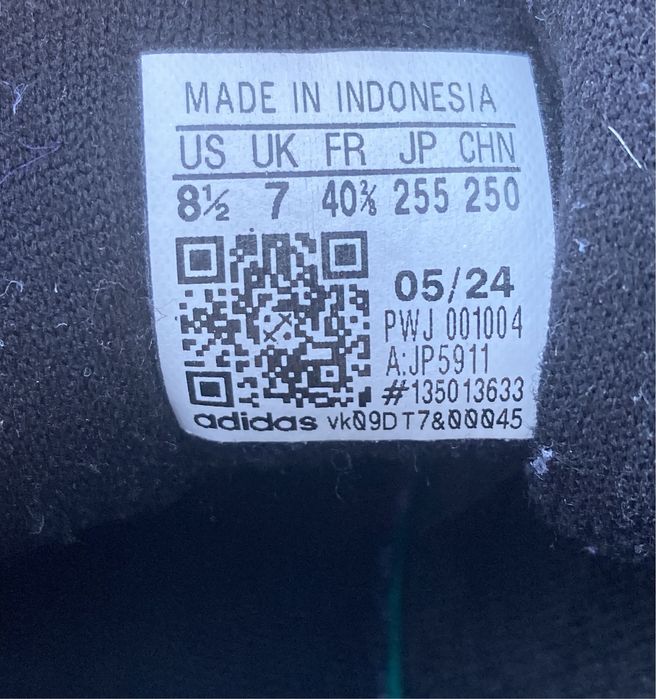 MADE IN INDONESIA
US UK FR JP CHN
8½ 7 40⅔ 255 250
05/24
PWJ 001004
A:JP5911
#135013633
adidas vk09DT7&00045